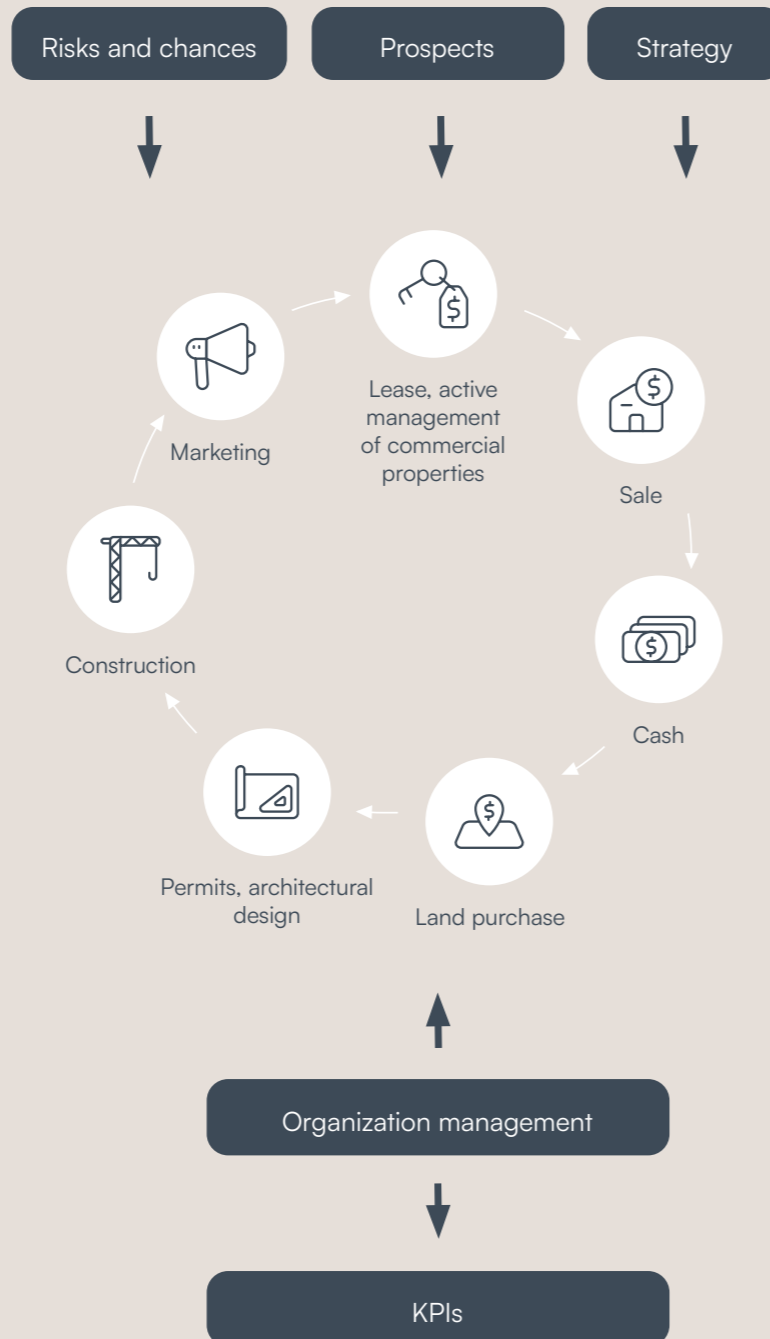 Risks and chances
Prospects
Strategy
Lease, active
management
of commercial
properties
Marketing
Sale
Construction
Cash
Permits, architectural
design
Land purchase
Organization management
KPIs